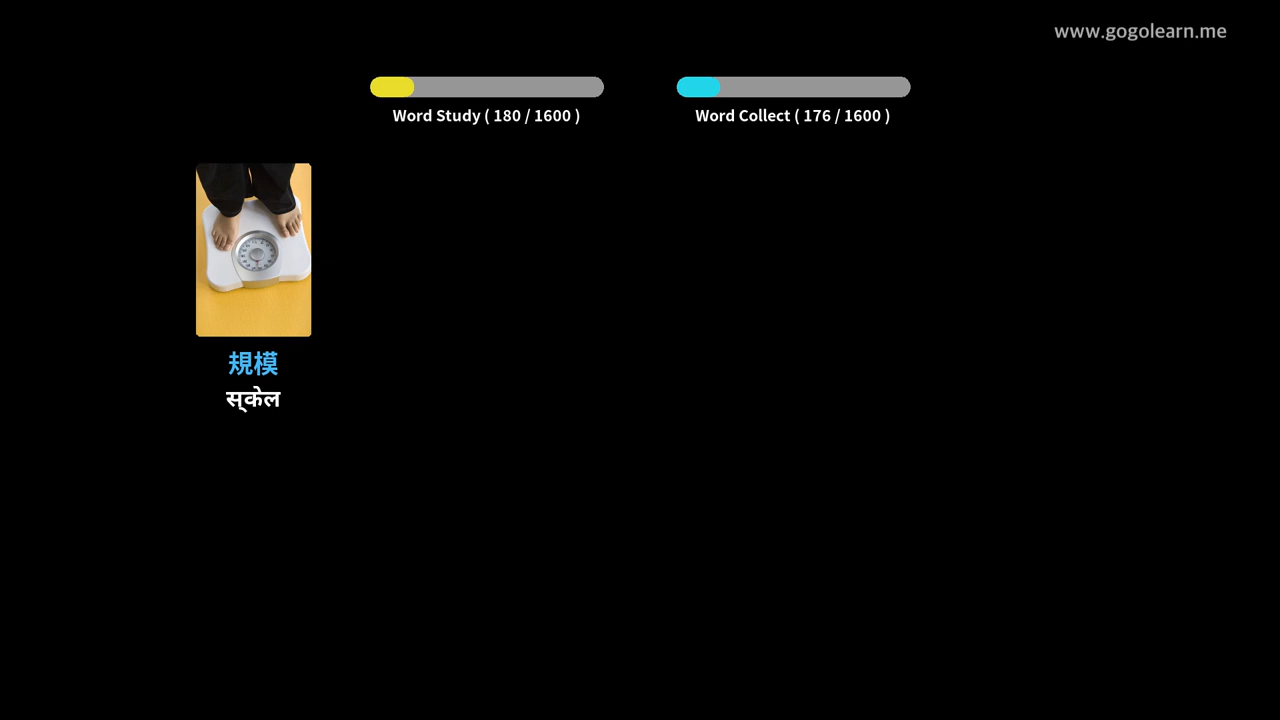 www.gogolearn.me
Word Study ( 180 / 1600 )
Word Collect ( 176 / 1600 )
規模
स्केल